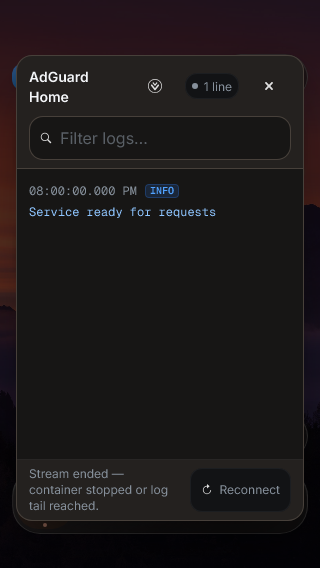 AdGuard
Home
1 line
Filter logs...
08:00:00.000 PM INFO
Service ready for requests
Stream ended —
container stopped or log
tail reached.
Reconnect